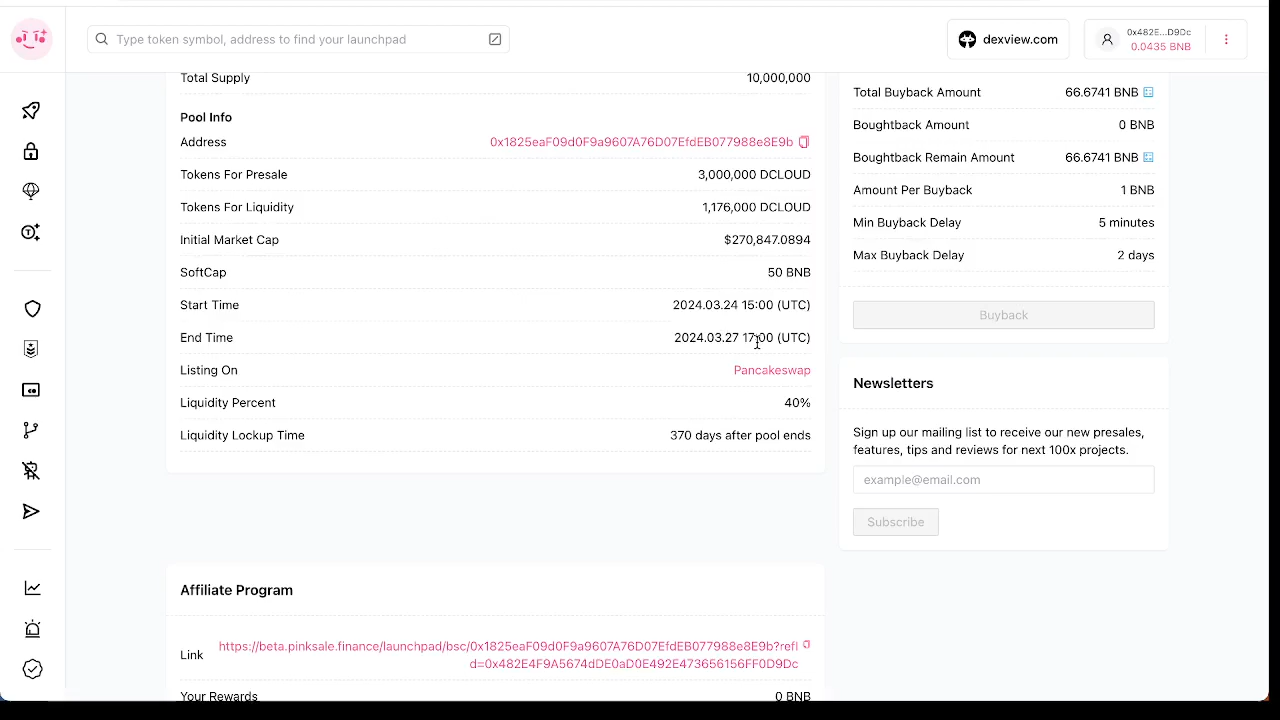 Type token symbol, address to find your launchpad
dexview.com
0x482E...D9Dc
0.0435 BNB
Total Supply 10,000,000
Pool Info
Address 0x1825eaF09d0F9a9607A76D07EfdEB077988e8E9b
Tokens For Presale 3,000,000 DCLOUD
Tokens For Liquidity 1,176,000 DCLOUD
Initial Market Cap $270,847.0894
SoftCap 50 BNB
Start Time 2024.03.24 15:00 (UTC)
End Time 2024.03.27 17:00 (UTC)
Listing On Pancakeswap
Liquidity Percent 40%
Liquidity Lockup Time 370 days after pool ends
Total Buyback Amount 66.6741 BNB
Boughtback Amount 0 BNB
Boughtback Remain Amount 66.6741 BNB
Amount Per Buyback 1 BNB
Min Buyback Delay 5 minutes
Max Buyback Delay 2 days
Buyback
Newsletters
Sign up our mailing list to receive our new presales,
features, tips and reviews for next 100x projects.
example@email.com
Subscribe
Affiliate Program
Link https://beta.pinksale.finance/launchpad/bsc/0x1825eaF09d0F9a9607A76D07EfdEB077988e8E9b?refI
d=0x482E4F9A5674dDE0aD0E492E473656156FF0D9Dc
Your Rewards 0 BNB